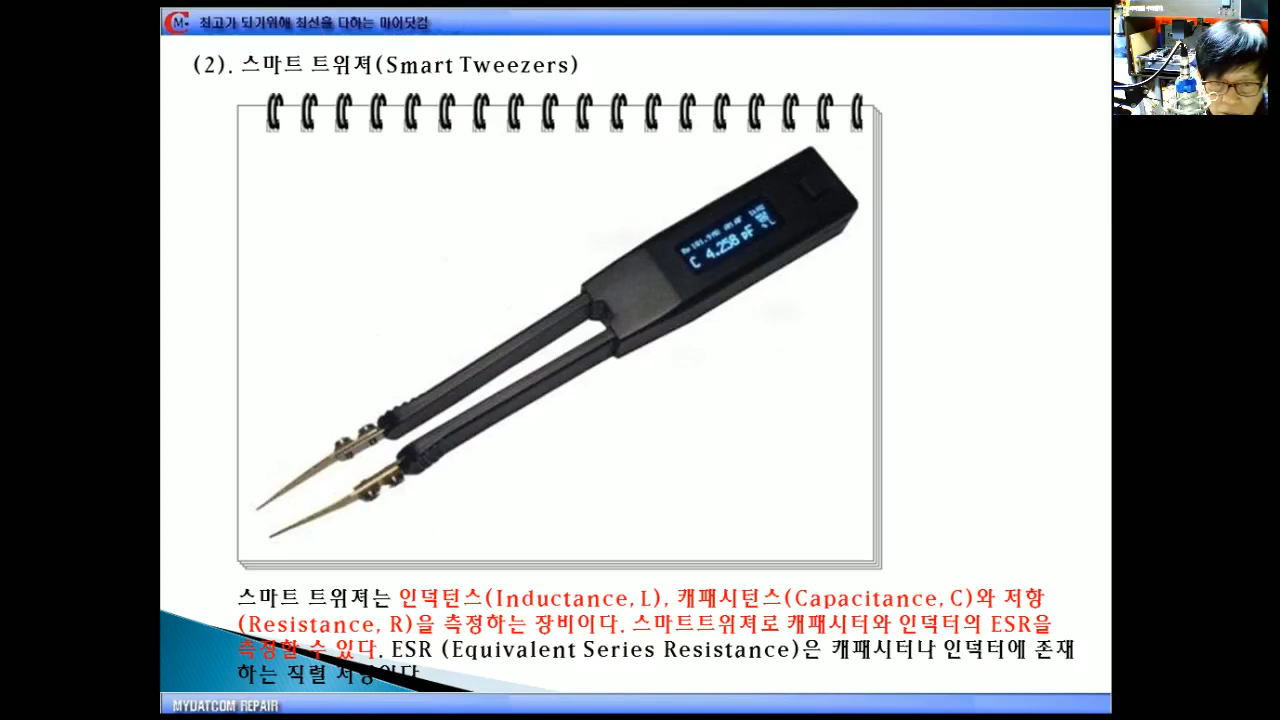 최고가 되기위해 최선을 다하는 마이닷컴
(2). 스마트 트위져(Smart Tweezers)
C 4.258 pF
스마트 트위져는 인덕턴스(Inductance, L), 캐패시턴스(Capacitance, C)와 저항
(Resistance, R)을 측정하는 장비이다. 스마트트위져로 캐패시터와 인덕터의 ESR을
측정할 수 있다. ESR (Equivalent Series Resistance)은 캐패시터나 인덕터에 존재
하는 직렬 저항이다
MYDATCOM REPAIR